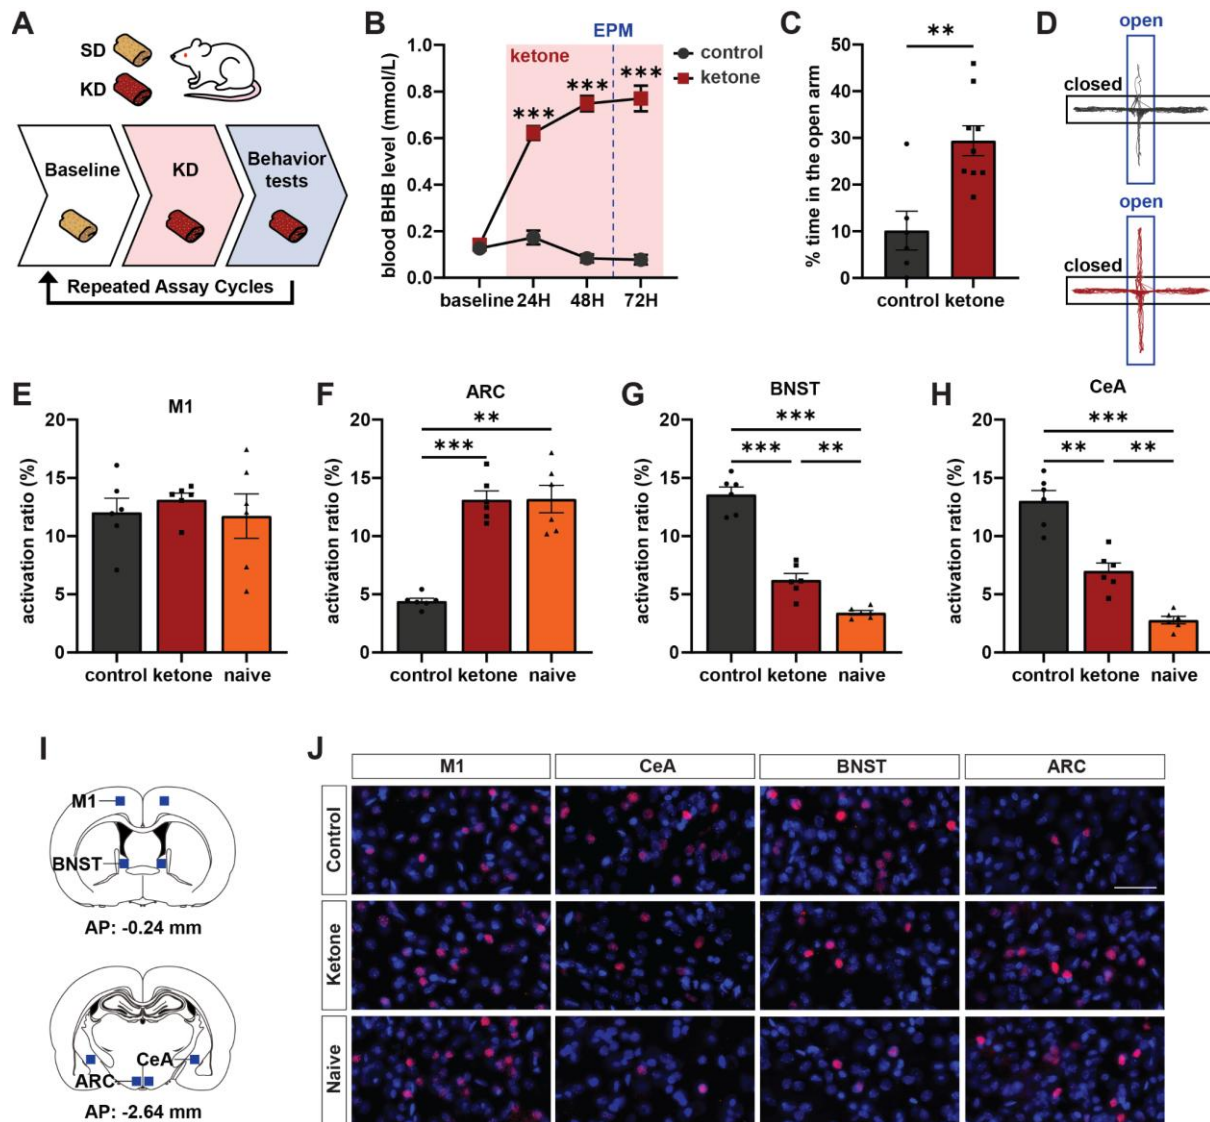 A
SD
KD
Baseline
KD
Behavior
tests
Repeated Assay Cycles
B
EPM
ketone
control
ketone
***
***
***
blood BHB level (mmol/L)
1.0
0.8
0.6
0.4
0.2
0.0
baseline 24H 48H 72H
C
**
% time in the open arm
50
40
30
20
10
0
control ketone
D
open
closed
open
closed
E
M1
activation ratio (%)
20
15
10
5
0
control ketone naive
F
ARC
**
***
activation ratio (%)
20
15
10
5
0
control ketone naive
G
BNST
***
*** **
activation ratio (%)
20
15
10
5
0
control ketone naive
H
CeA
***
** **
activation ratio (%)
20
15
10
5
0
control ketone naive
I
M1
BNST
AP: -0.24 mm
CeA
ARC
AP: -2.64 mm
J
M1 CeA BNST ARC
Control
Ketone
Naive